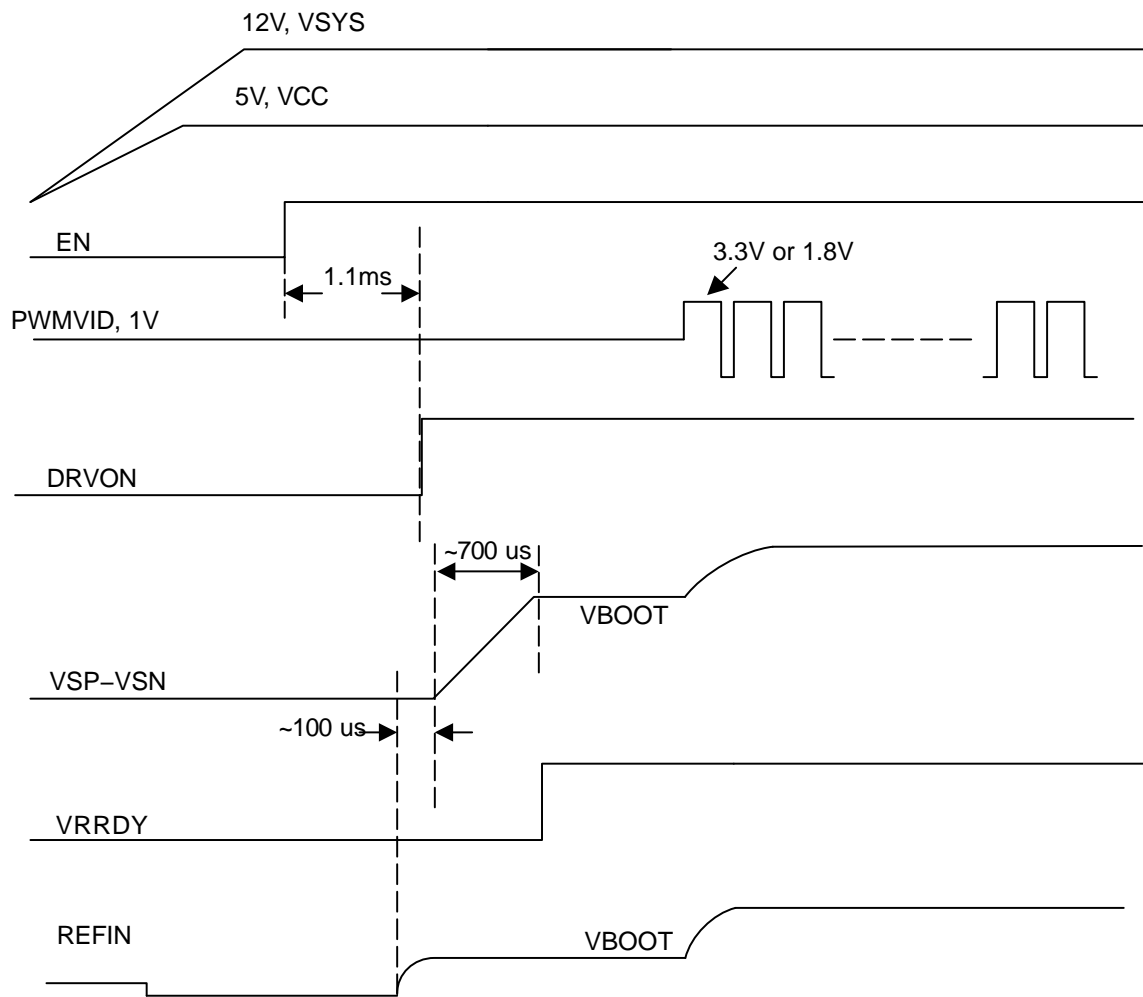 12V, VSYS
5V, VCC
EN
1.1ms
3.3V or 1.8V
PWMVID, 1V
DRVON
~700 us
VBOOT
VSP−VSN
~100 us
VRRDY
REFIN
VBOOT